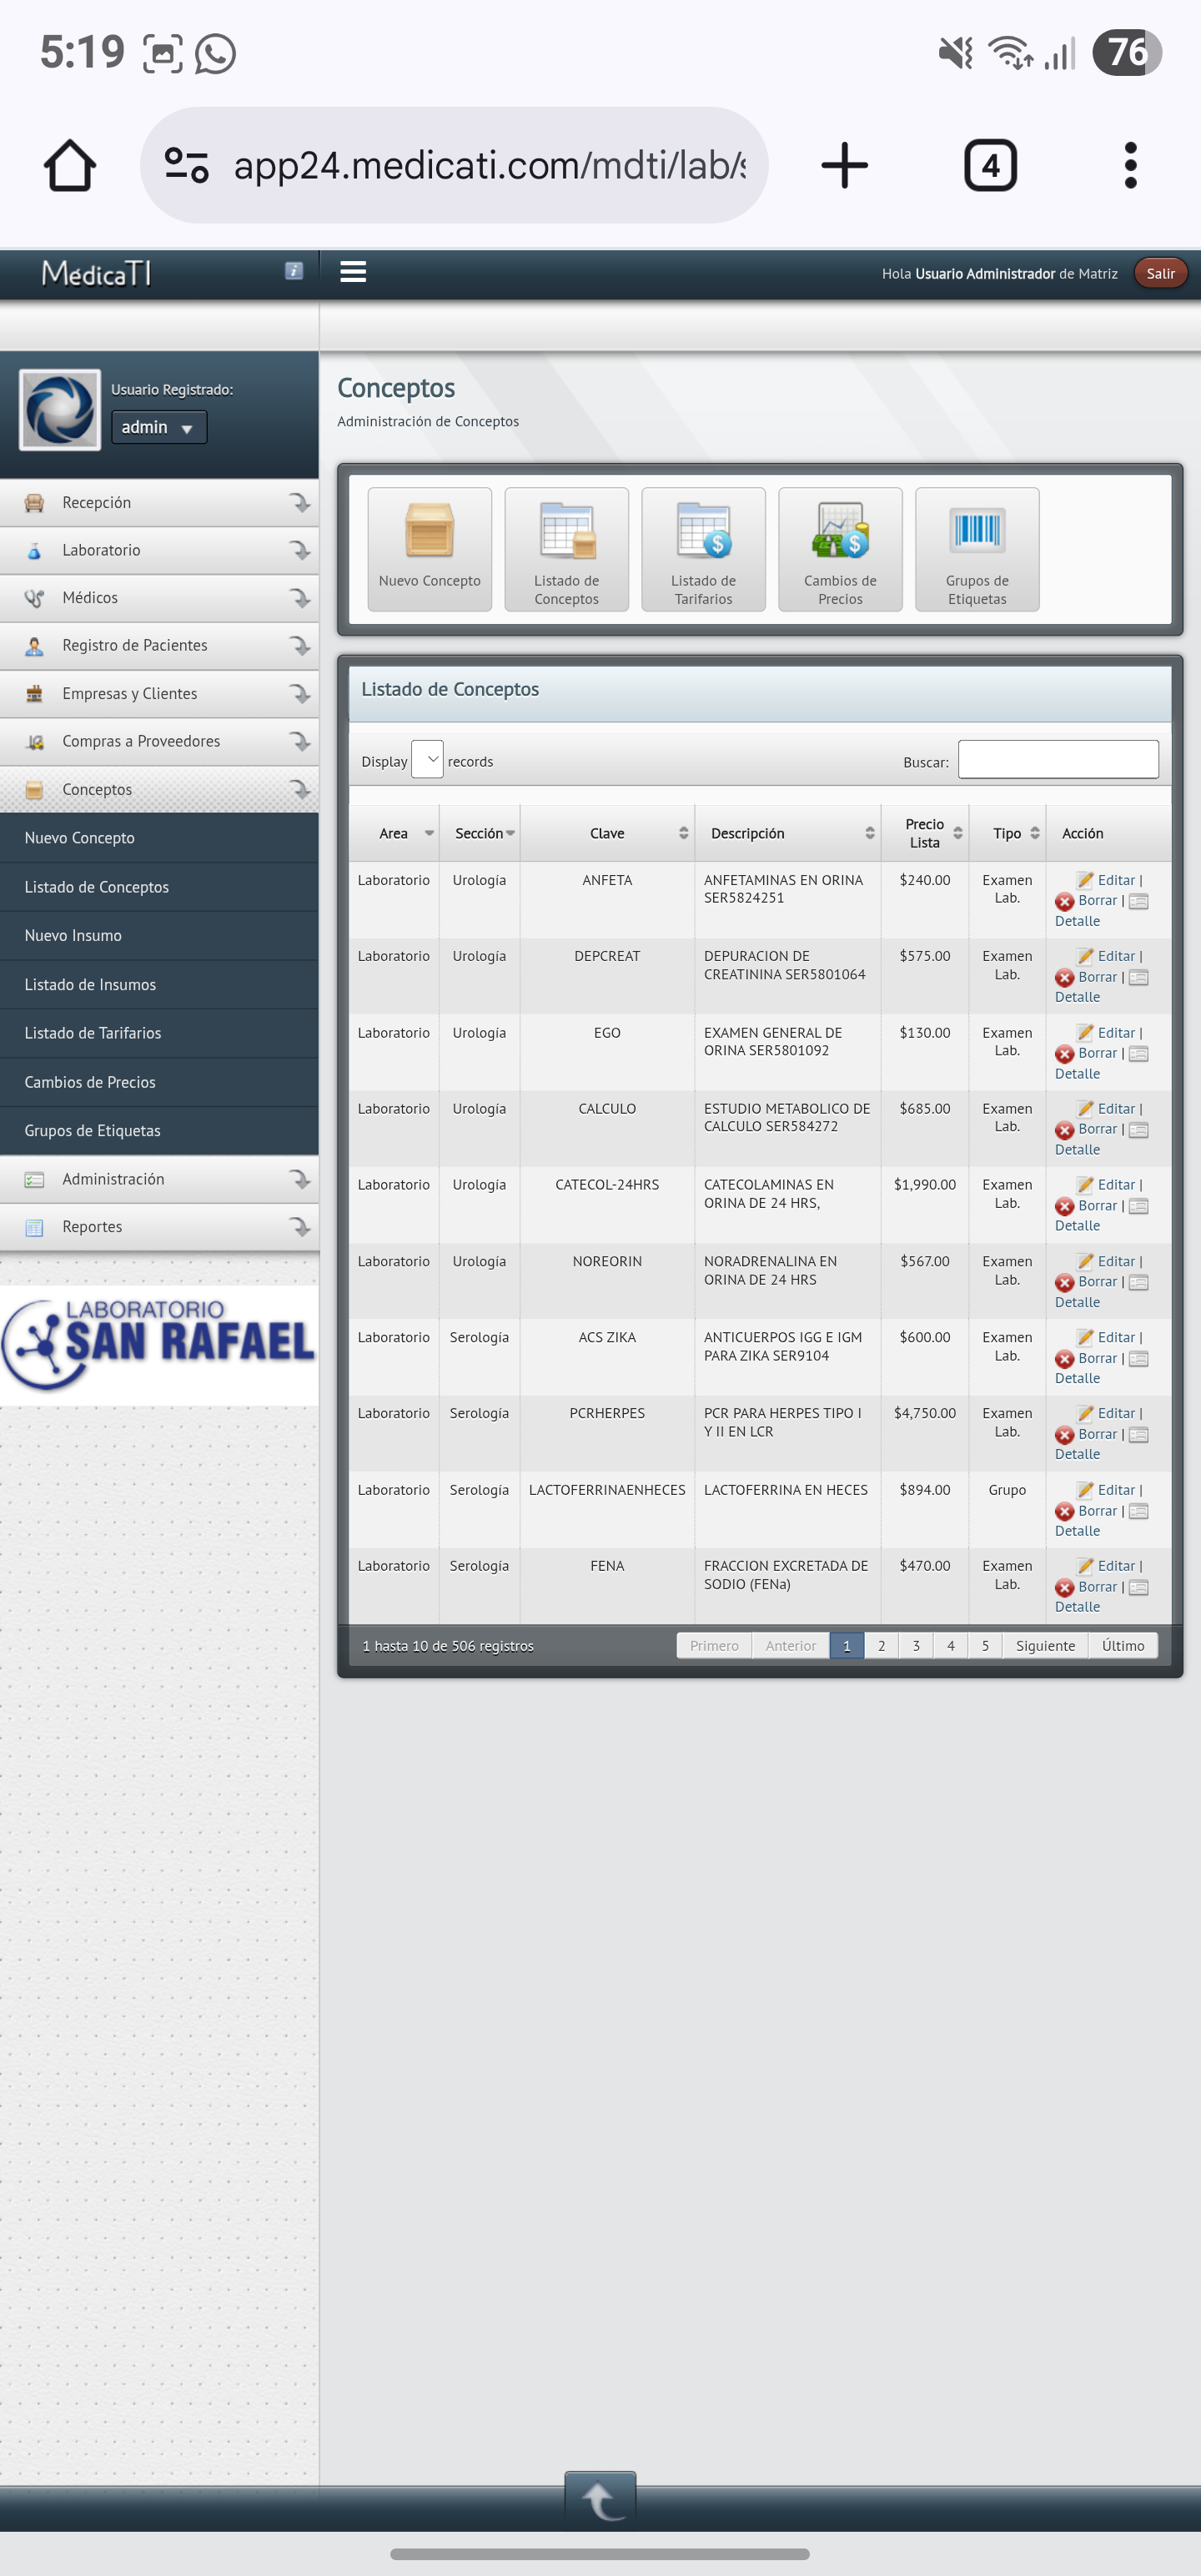 5:19
76
app24.medicati.com/mdti/lab/s
4
MedicaTI
Hola Usuario Administrador de Matriz
Salir
Usuario Registrado:
admin
Recepción
Laboratorio
Médicos
Registro de Pacientes
Empresas y Clientes
Compras a Proveedores
Conceptos
Nuevo Concepto
Listado de Conceptos
Nuevo Insumo
Listado de Insumos
Listado de Tarifarios
Cambios de Precios
Grupos de Etiquetas
Administración
Reportes
LABORATORIO
SAN RAFAEL
Conceptos
Administración de Conceptos
Nuevo Concepto
Listado de
Conceptos
Listado de
Tarifarios
Cambios de
Precios
Grupos de
Etiquetas
Listado de Conceptos
Display records
Buscar:
Area Sección Clave Descripción Precio Lista Tipo Acción
Laboratorio Urología ANFETA ANFETAMINAS EN ORINA $240.00 Examen Editar |
SER5824251 Lab. Borrar |
Detalle
Laboratorio Urología DEPCREAT DEPURACION DE $575.00 Examen Editar |
CREATININA SER5801064 Lab. Borrar |
Detalle
Laboratorio Urología EGO EXAMEN GENERAL DE $130.00 Examen Editar |
ORINA SER5801092 Lab. Borrar |
Detalle
Laboratorio Urología CALCULO ESTUDIO METABOLICO DE $685.00 Examen Editar |
CALCULO SER584272 Lab. Borrar |
Detalle
Laboratorio Urología CATECOL-24HRS CATECOLAMINAS EN $1,990.00 Examen Editar |
ORINA DE 24 HRS, Lab. Borrar |
Detalle
Laboratorio Urología NOREORIN NORADRENALINA EN $567.00 Examen Editar |
ORINA DE 24 HRS Lab. Borrar |
Detalle
Laboratorio Serología ACS ZIKA ANTICUERPOS IGG E IGM $600.00 Examen Editar |
PARA ZIKA SER9104 Lab. Borrar |
Detalle
Laboratorio Serología PCRHERPES PCR PARA HERPES TIPO I $4,750.00 Examen Editar |
Y II EN LCR Lab. Borrar |
Detalle
Laboratorio Serología LACTOFERRINAENHECES LACTOFERRINA EN HECES $894.00 Grupo Editar |
Borrar |
Detalle
Laboratorio Serología FENA FRACCION EXCRETADA DE $470.00 Examen Editar |
SODIO (FENa) Lab. Borrar |
Detalle
1 hasta 10 de 506 registros
Primero Anterior 1 2 3 4 5 Siguiente Último